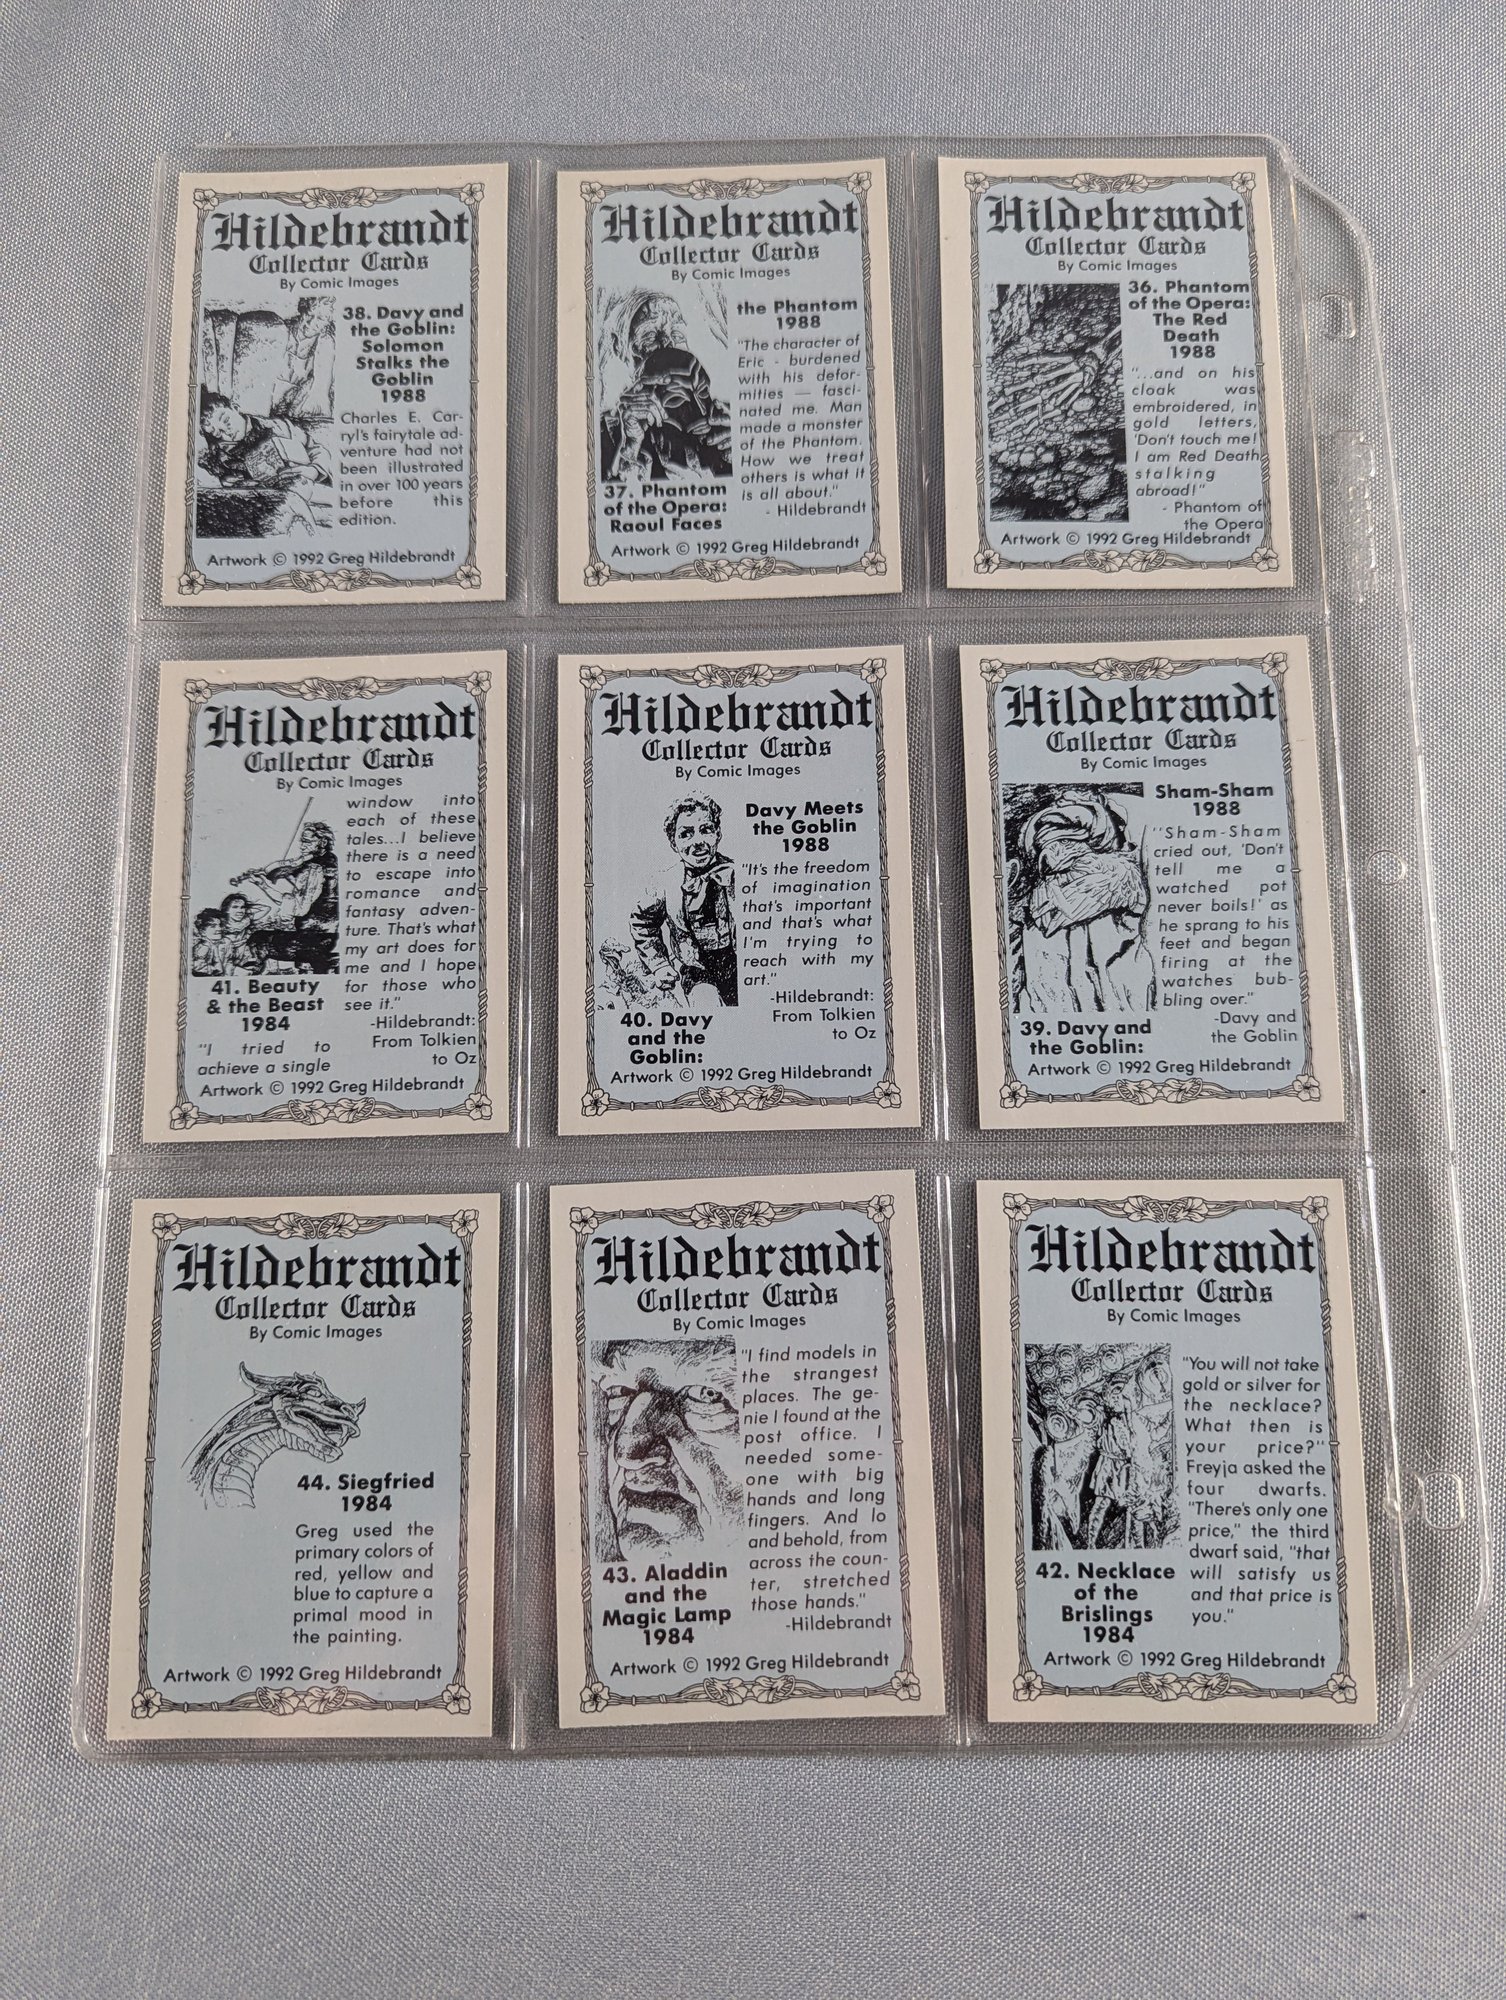 Hildebrandt
Collector Cards
By Comic Images
38. Davy and
the Goblin:
Solomon
Stalks the
Goblin
1988
Charles E. Car-
ryl's fairytale ad-
venture had not
been illustrated
in over 100 years
before this
edition.
Artwork © 1992 Greg Hildebrandt
Hildebrandt
Collector Cards
By Comic Images
37. Phantom
of the Opera:
Raoul Faces
the Phantom
1988
"The character of
Eric - burdened
with his defor-
mities — fasci-
nated me. Man
made a monster
of the Phantom.
How we treat
others is what it
is all about."
- Hildebrandt
Artwork © 1992 Greg Hildebrandt
Hildebrandt
Collector Cards
By Comic Images
36. Phantom
of the Opera:
The Red
Death
1988
"...and on his
cloak was
embroidered, in
gold letters,
'Don't touch me!
I am Red Death
stalking
abroad!"
- Phantom of
the Opera
Artwork © 1992 Greg Hildebrandt
Hildebrandt
Collector Cards
By Comic Images
41. Beauty
& the Beast
1984
"I tried to
achieve a single
window into
each of these
tales...I believe
there is a need
to escape into
romance and
fantasy adven-
ture. That's what
my art does for
me and I hope
for those who
see it."
-Hildebrandt:
From Tolkien
to Oz
Artwork © 1992 Greg Hildebrandt
Hildebrandt
Collector Cards
By Comic Images
40. Davy
and the
Goblin:
Davy Meets
the Goblin
1988
"It's the freedom
of imagination
that's important
and that's what
I'm trying to
reach with my
art."
-Hildebrandt:
From Tolkien
to Oz
Artwork © 1992 Greg Hildebrandt
Hildebrandt
Collector Cards
By Comic Images
39. Davy and
the Goblin:
Sham-Sham
1988
"Sham-Sham
cried out, 'Don't
tell me a
watched pot
never boils!' as
he sprang to his
feet and began
firing at the
watches bub-
bling over."
-Davy and
the Goblin
Artwork © 1992 Greg Hildebrandt
Hildebrandt
Collector Cards
By Comic Images
44. Siegfried
1984
Greg used the
primary colors of
red, yellow and
blue to capture a
primal mood in
the painting.
Artwork © 1992 Greg Hildebrandt
Hildebrandt
Collector Cards
By Comic Images
43. Aladdin
and the
Magic Lamp
1984
"I find models in
the strangest
places. The ge-
nie I found at the
post office. I
needed some-
one with big
hands and long
fingers. And lo
and behold, from
across the coun-
ter, stretched
those hands."
-Hildebrandt
Artwork © 1992 Greg Hildebrandt
Hildebrandt
Collector Cards
By Comic Images
42. Necklace
of the
Brislings
1984
"You will not take
gold or silver for
the necklace?
What then is
your price?"
Freyja asked the
four dwarfs.
"There's only one
price," the third
dwarf said, "that
will satisfy us
and that price is
you."
Artwork © 1992 Greg Hildebrandt